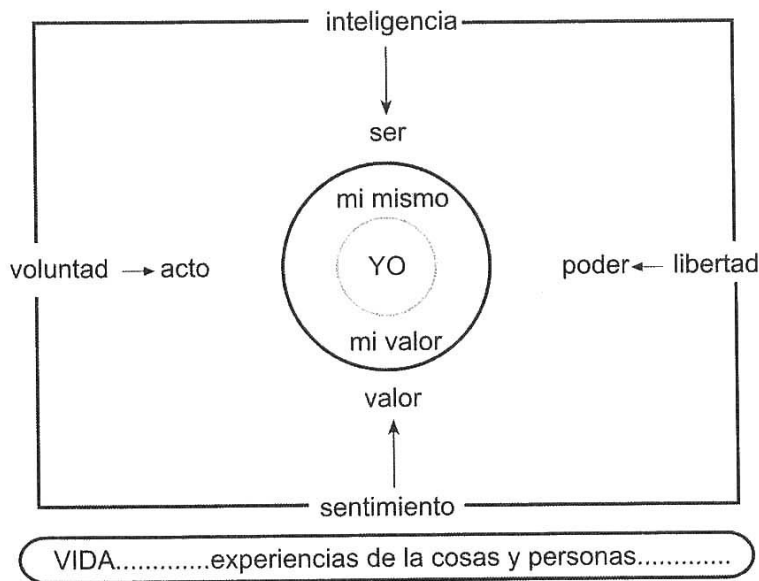 inteligencia
ser
mi mismo
voluntad → acto
YO
poder ← libertad
mi valor
valor
sentimiento
VIDA.............experiencias de la cosas y personas.............